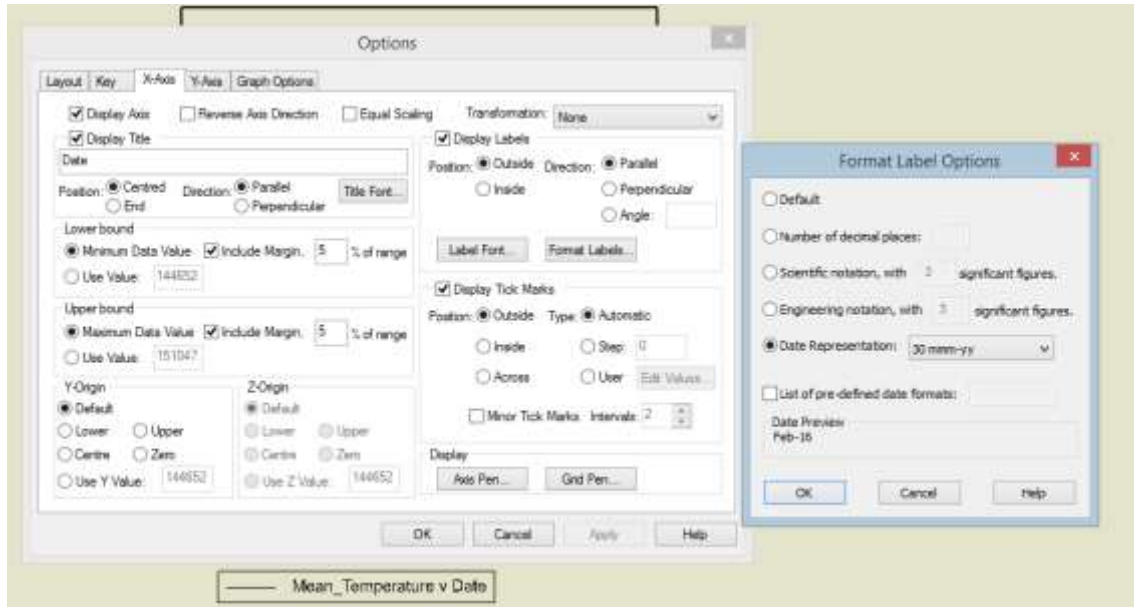 Options
Layout Key X-Axis Y-Axis Graph Options
Display Axis Reverse Axis Direction Equal Scaling Transformation: None
Display Title
Date
Position: Centred Direction: Parallel Title Font...
End Perpendicular
Lower bound
Minimum Data Value Include Margin, 5 % of range
Use Value: 144652
Upper bound
Maximum Data Value Include Margin, 5 % of range
Use Value: 151047
Y-Origin
Default
Lower Upper
Centre Zero
Use Y Value: 144652
Z-Origin
Default
Lower Upper
Centre Zero
Use Z Value: 144652
Display Labels
Position: Outside Direction: Parallel
Inside Perpendicular
Angle:
Label Font... Format Labels...
Display Tick Marks
Position: Outside Type: Automatic
Inside Step: 0
Across User Edit Values...
Minor Tick Marks Intervals: 2
Display
Axis Pen... Grid Pen...
OK Cancel Apply Help
Mean_Temperature v Date
Format Label Options
Default
Number of decimal places:
Scientific notation, with 3 significant figures.
Engineering notation, with 3 significant figures.
Date Representation: 30 mmm-yy
List of pre-defined date formats:
Date Preview
Feb-16
OK Cancel Help